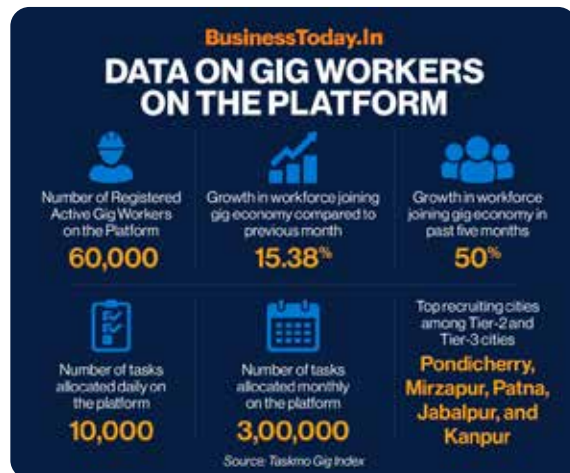 BusinessToday.In
DATA ON GIG WORKERS
ON THE PLATFORM
Number of Registered
Active Gig Workers
on the Platform
60,000
Growth in workforce joining
gig economy compared to
previous month
15.38%
Growth in workforce
joining gig economy in
past five months
50%
Number of tasks
allocated daily on
the platform
10,000
Number of tasks
allocated monthly
on the platform
3,00,000
Top recruiting cities
among Tier-2 and
Tier-3 cities
Pondicherry,
Mirzapur, Patna,
Jabalpur, and
Kanpur
Source: Taskmo Gig Index